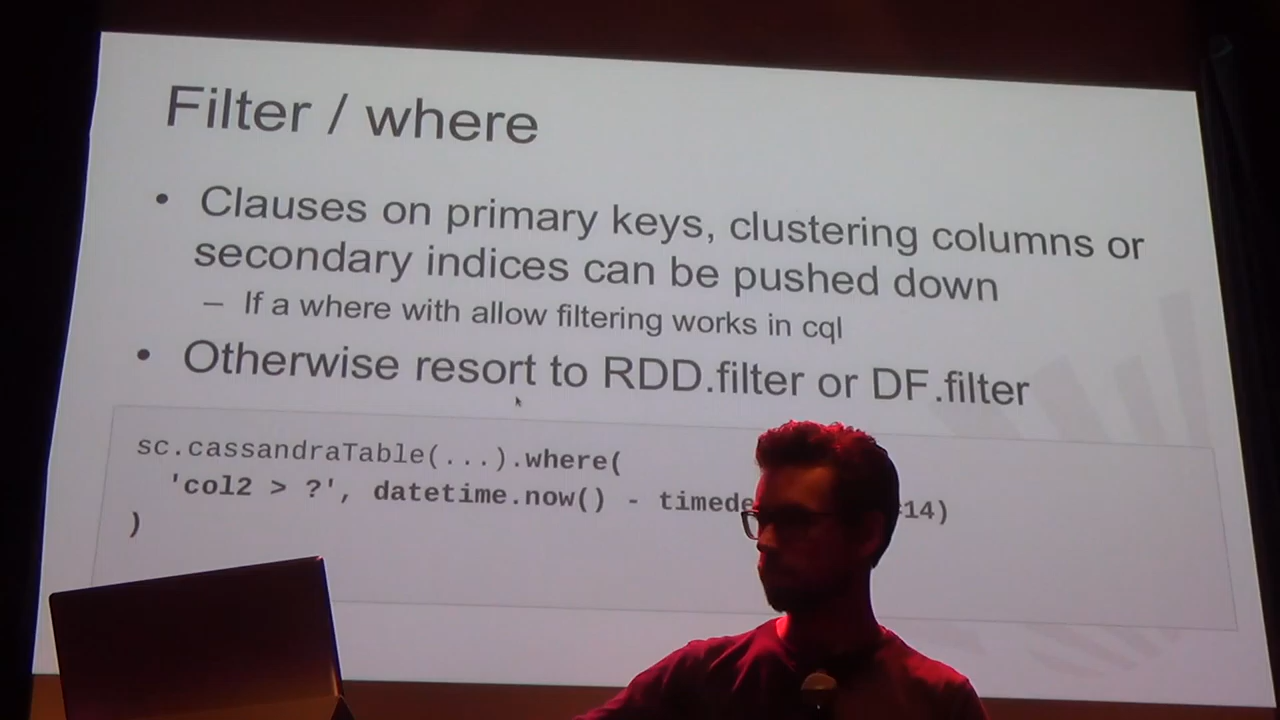 Filter / where
• Clauses on primary keys, clustering columns or
secondary indices can be pushed down
– If a where with allow filtering works in cql
• Otherwise resort to RDD.filter or DF.filter
sc.cassandraTable(...).where(
'col2 > ?', datetime.now() - timede 14)
)